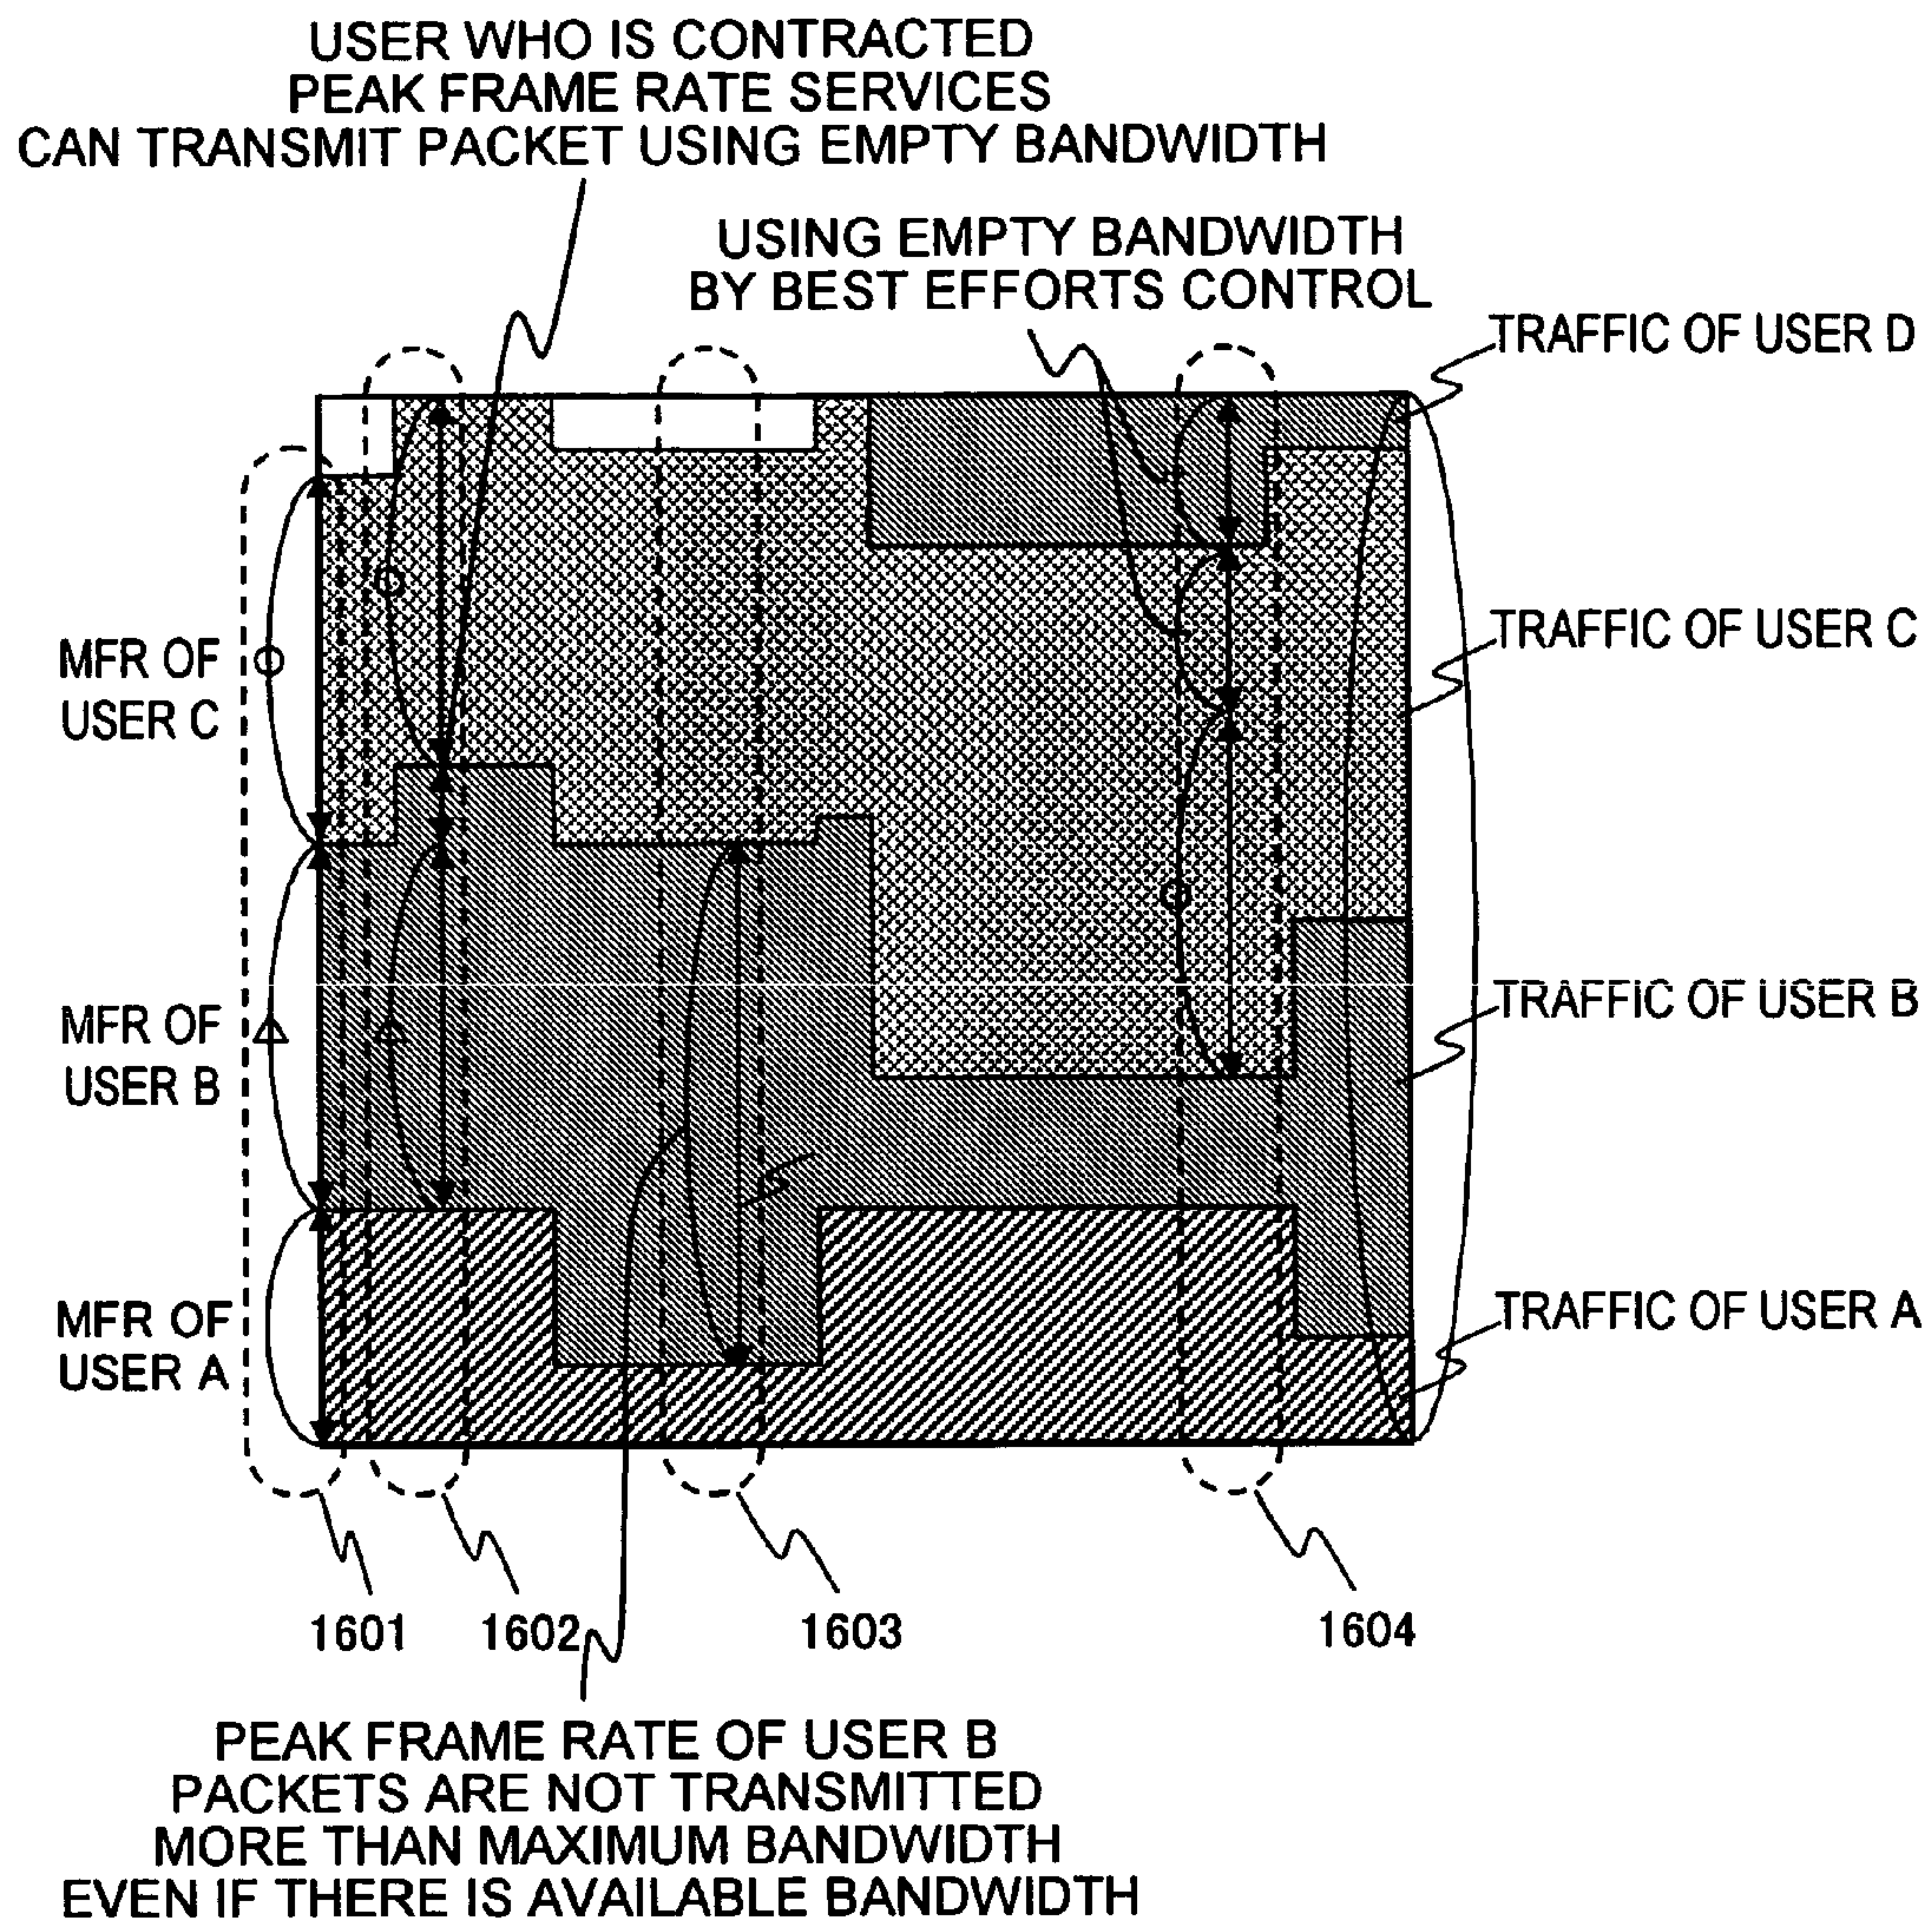 USER WHO IS CONTRACTED
PEAK FRAME RATE SERVICES
CAN TRANSMIT PACKET USING EMPTY BANDWIDTH
USING EMPTY BANDWIDTH
BY BEST EFFORTS CONTROL
TRAFFIC OF USER D
TRAFFIC OF USER C
TRAFFIC OF USER B
TRAFFIC OF USER A
MFR OF
USER C
MFR OF
USER B
MFR OF
USER A
1601
1602
1603
1604
PEAK FRAME RATE OF USER B
PACKETS ARE NOT TRANSMITTED
MORE THAN MAXIMUM BANDWIDTH
EVEN IF THERE IS AVAILABLE BANDWIDTH